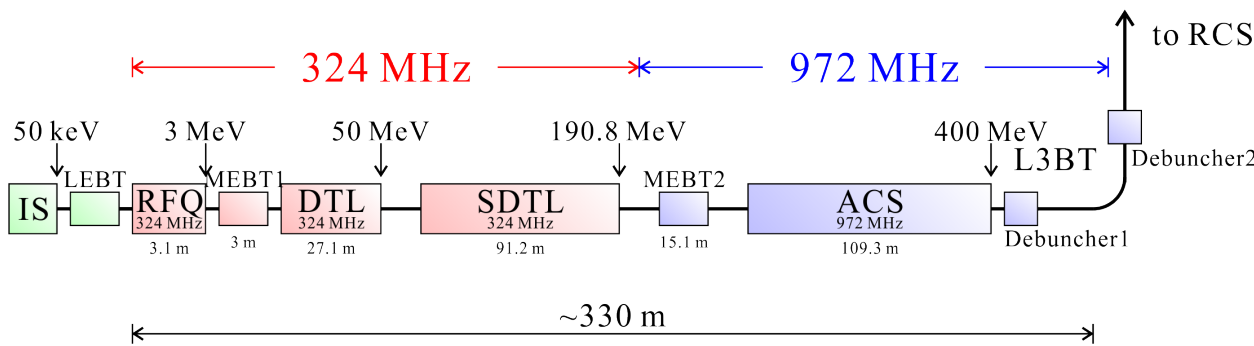 to RCS
324 MHz
972 MHz
50 keV
3 MeV
50 MeV
190.8 MeV
400 MeV
L3BT
Debuncher2
LEBT
MEBT1
MEBT2
IS
RFQ
324 MHz
DTL
324 MHz
SDTL
324 MHz
ACS
972 MHz
Debuncher1
3.1 m
3 m
27.1 m
91.2 m
15.1 m
109.3 m
~330 m